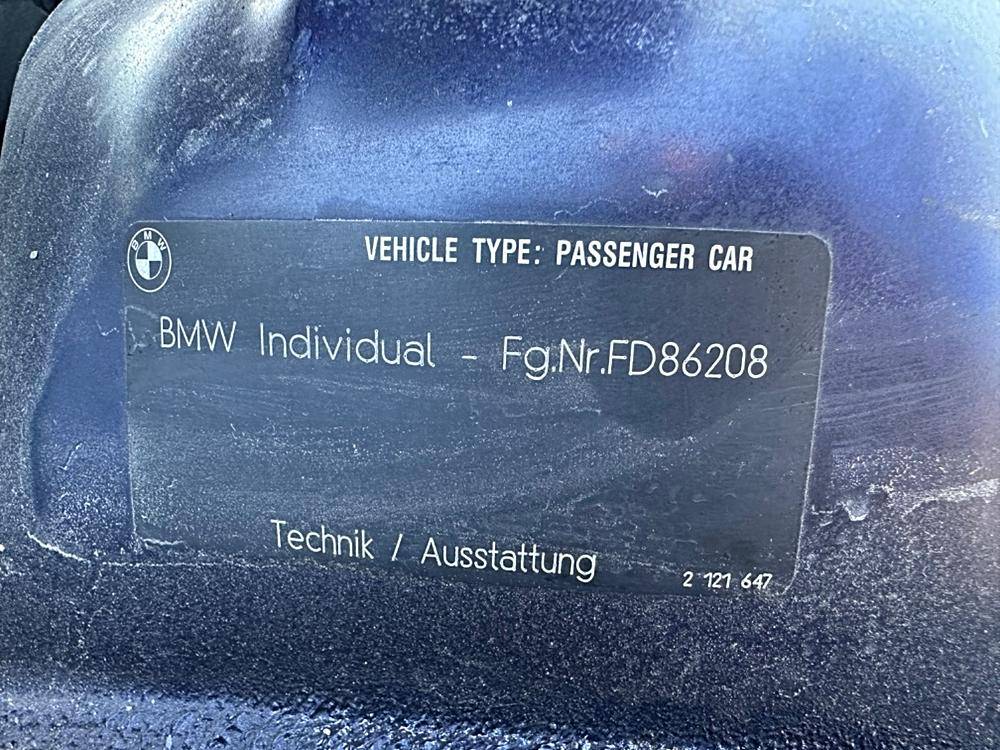 BMW
VEHICLE TYPE: PASSENGER CAR
BMW Individual - Fg.Nr.FD86208
Technik / Ausstattung
2 121 647